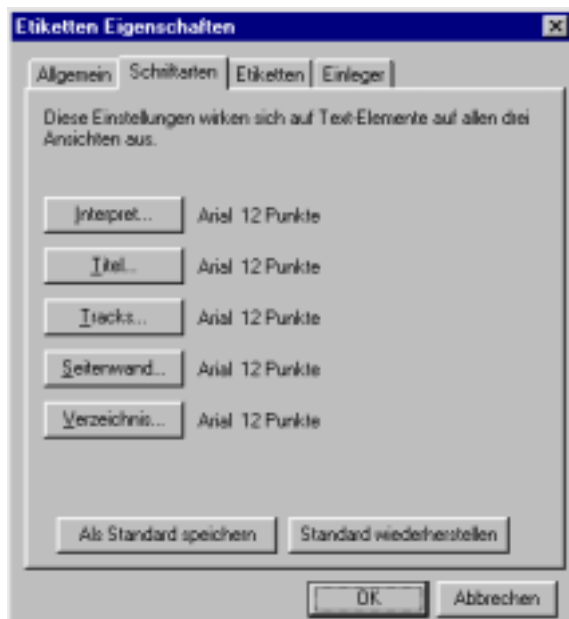 Etiketten Eigenschaften
Allgemein Schriftarten Etiketten Einleger
Diese Einstellungen wirken sich auf Text-Elemente auf allen drei
Ansichten aus.
Interpret... Arial 12 Punkte
Titel... Arial 12 Punkte
Tracks... Arial 12 Punkte
Seitenwand... Arial 12 Punkte
Verzeichnis... Arial 12 Punkte
Als Standard speichern Standard wiederherstellen
OK Abbrechen